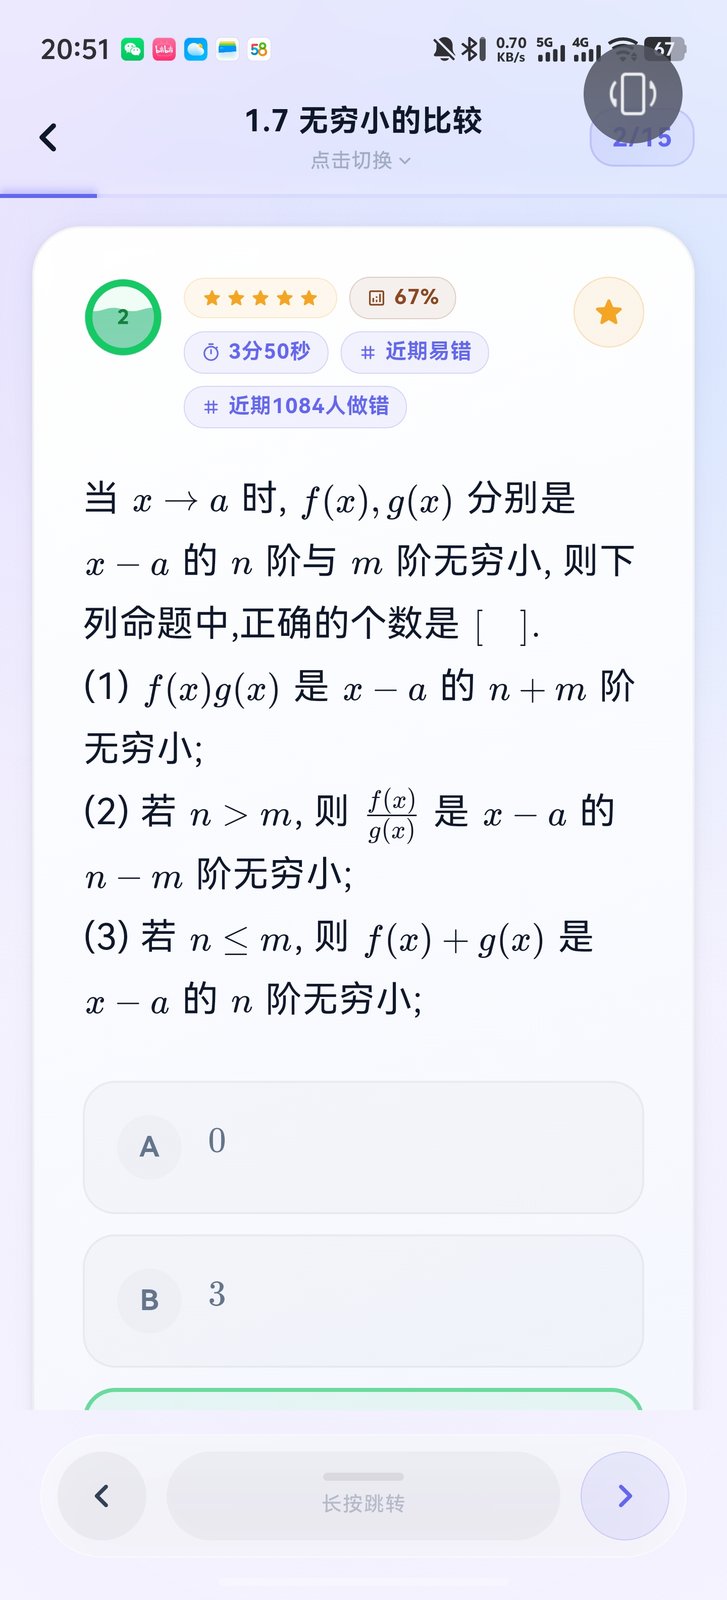 20:51 58 0.70 KB/s 5G 4G 67
1.7 无穷小的比较
2/15
点击切换
2
67%
3分50秒
# 近期易错
# 近期1084人做错
当 x → a 时, f(x), g(x) 分别是
x − a 的 n 阶与 m 阶无穷小, 则下
列命题中,正确的个数是 [ ].
(1) f(x)g(x) 是 x − a 的 n + m 阶
无穷小;
(2) 若 n > m, 则 f(x)/g(x) 是 x − a 的
n − m 阶无穷小;
(3) 若 n ≤ m, 则 f(x) + g(x) 是
x − a 的 n 阶无穷小;
A 0
B 3
长按跳转